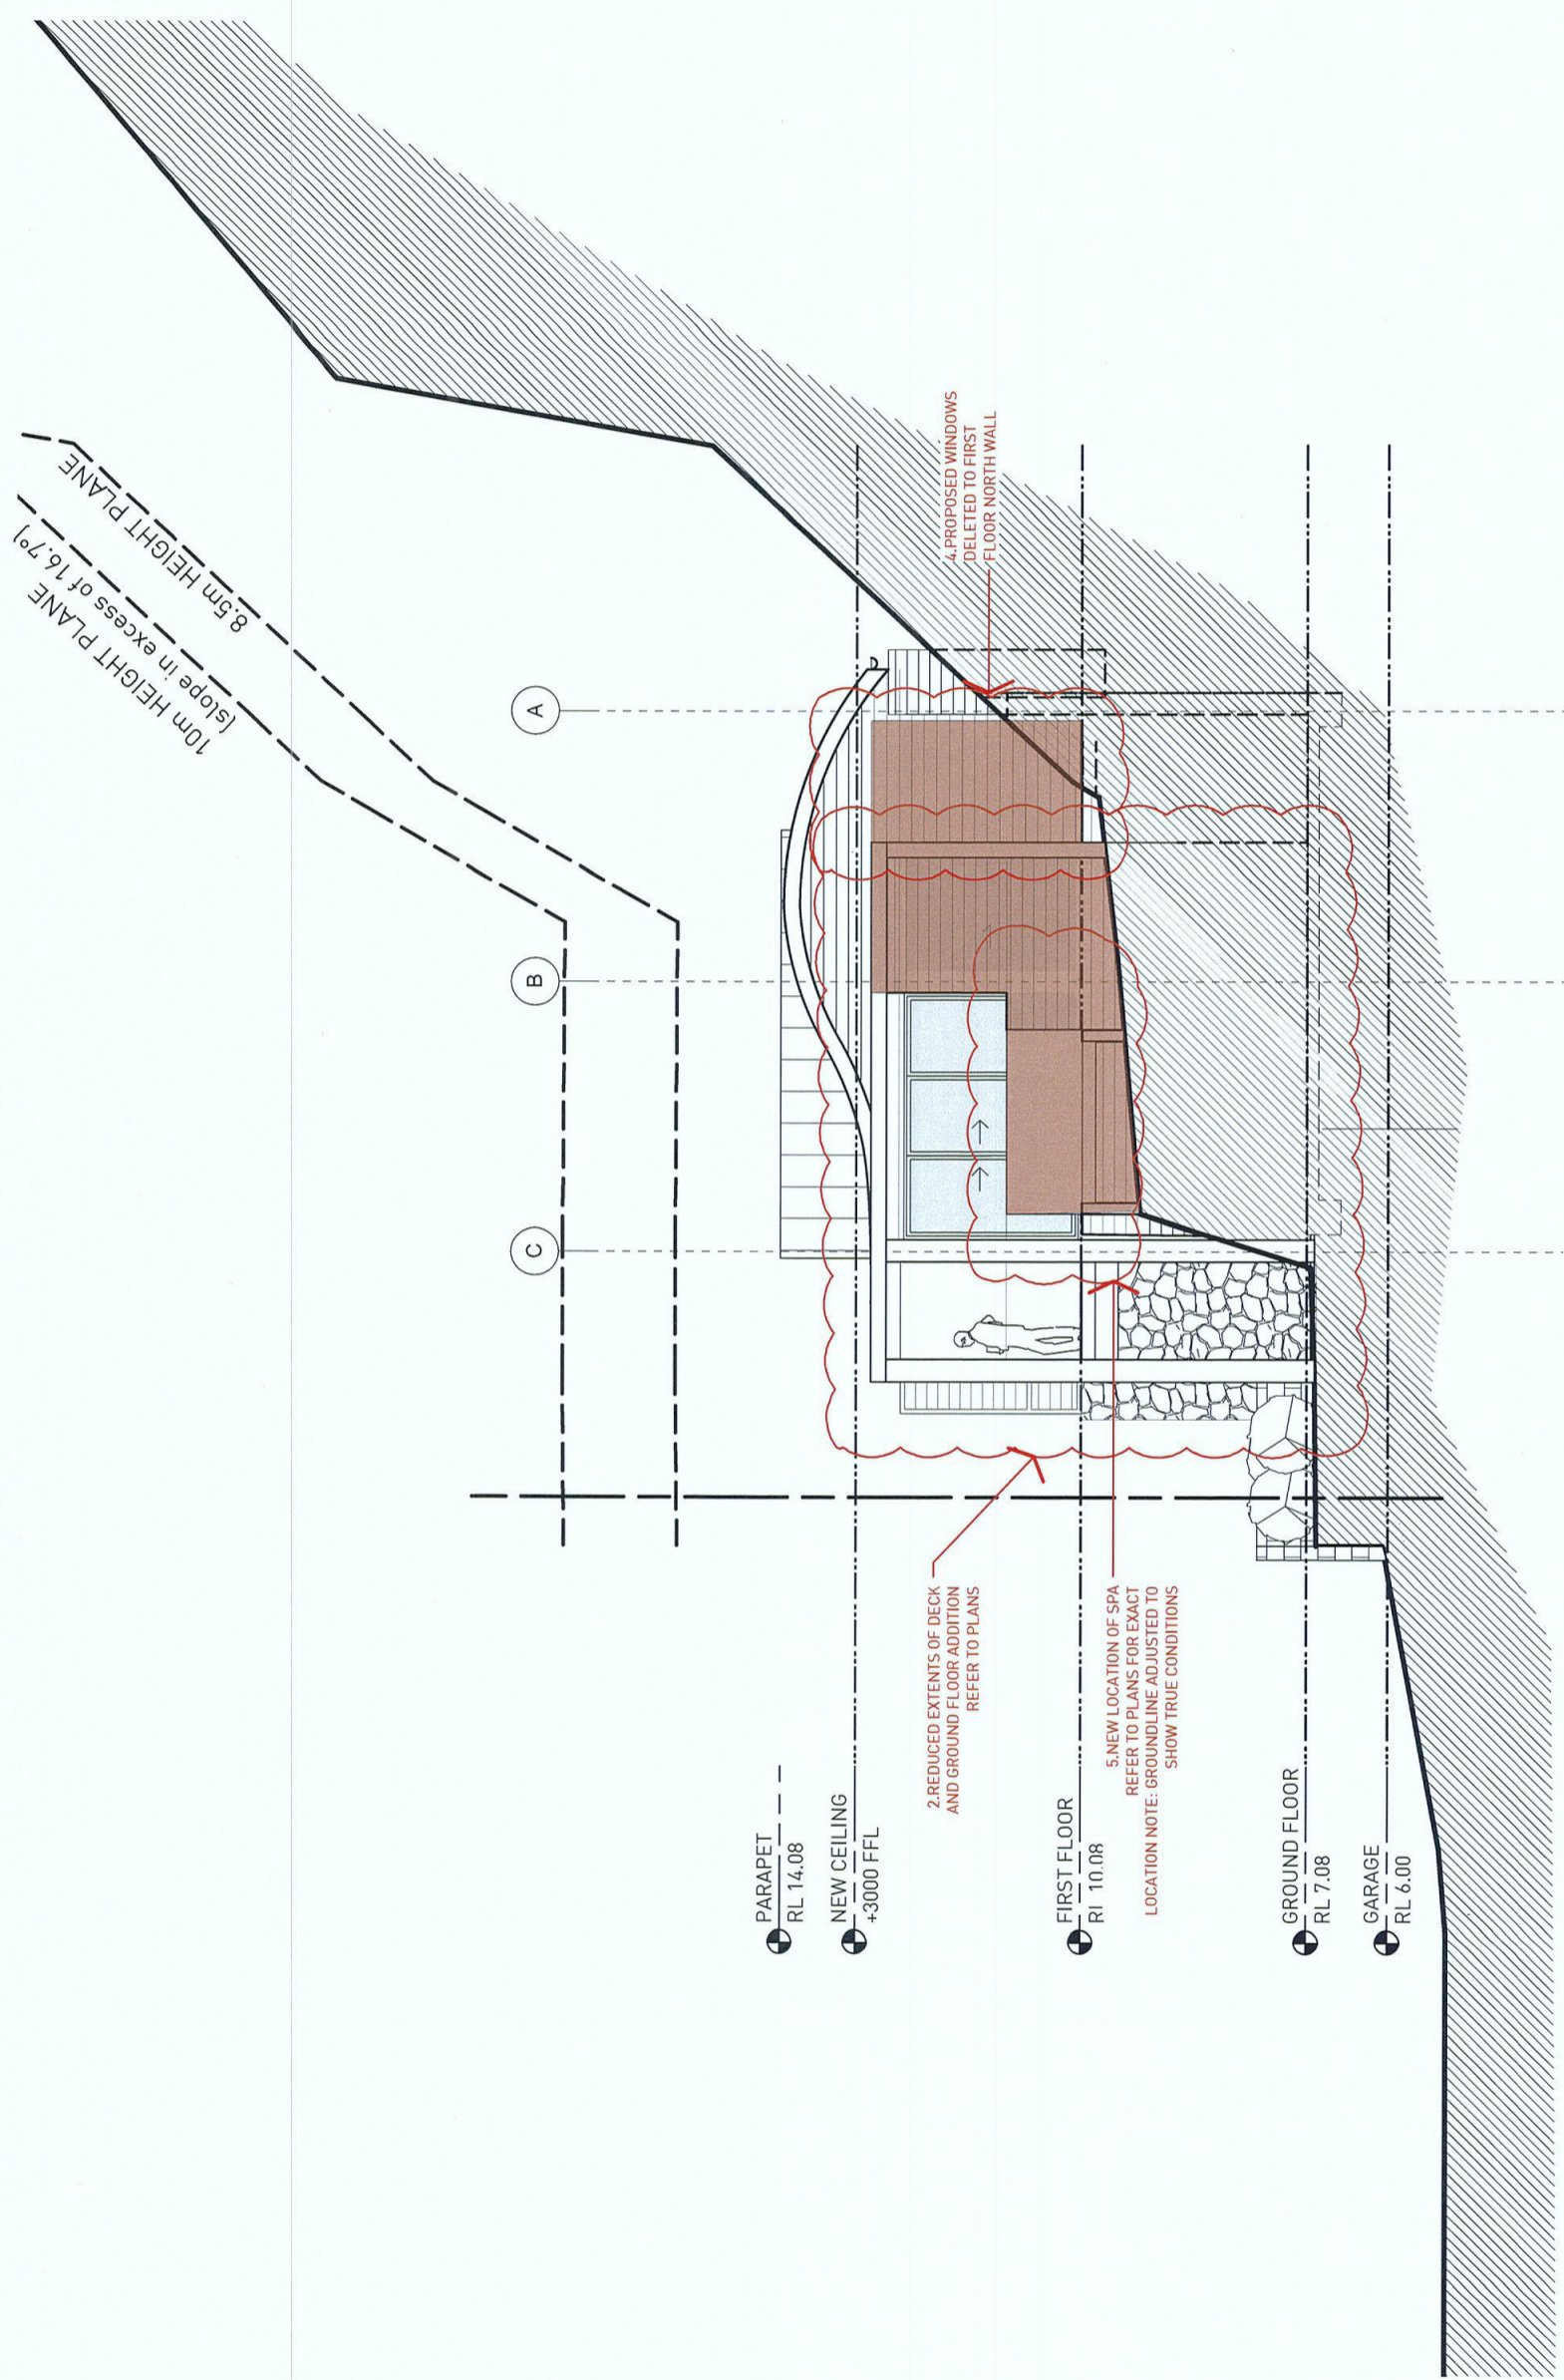 10m HEIGHT PLANE
(slope in excess of 16.7°)
8.5m HEIGHT PLANE
C
B
A
PARAPET
RL 14.08
NEW CEILING
+3000 FFL
FIRST FLOOR
RI 10.08
GROUND FLOOR
RL 7.08
GARAGE
RL 6.00
2.REDUCED EXTENTS OF DECK
AND GROUND FLOOR ADDITION
REFER TO PLANS
5.NEW LOCATION OF SPA
REFER TO PLANS FOR EXACT
LOCATION NOTE: GROUNDLINE ADJUSTED TO
SHOW TRUE CONDITIONS
4.PROPOSED WINDOWS
DELETED TO FIRST
FLOOR NORTH WALL